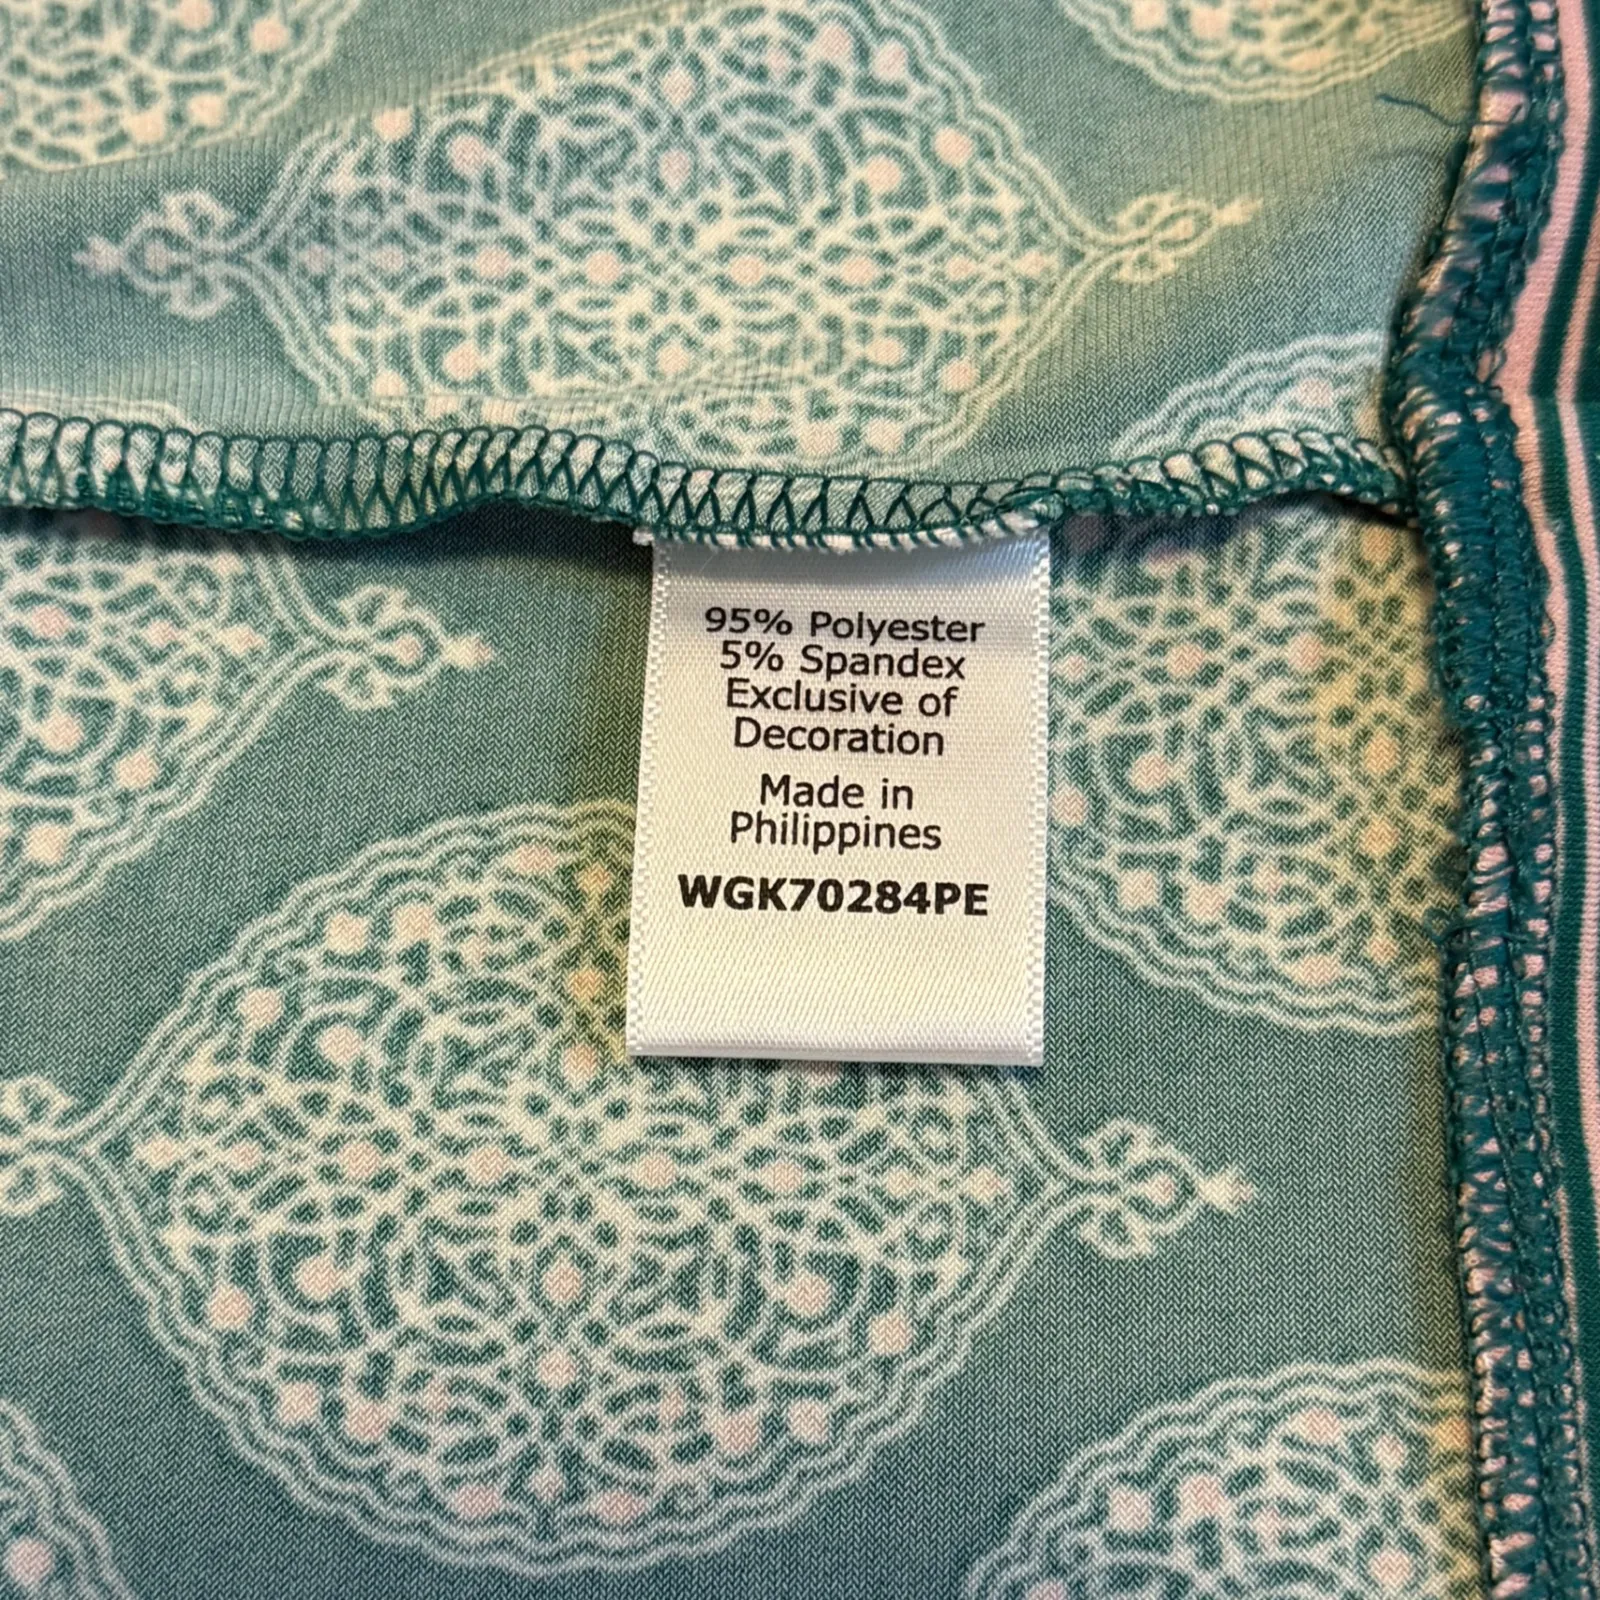 95% Polyester
5% Spandex
Exclusive of
Decoration
Made in
Philippines
WGK70284PE